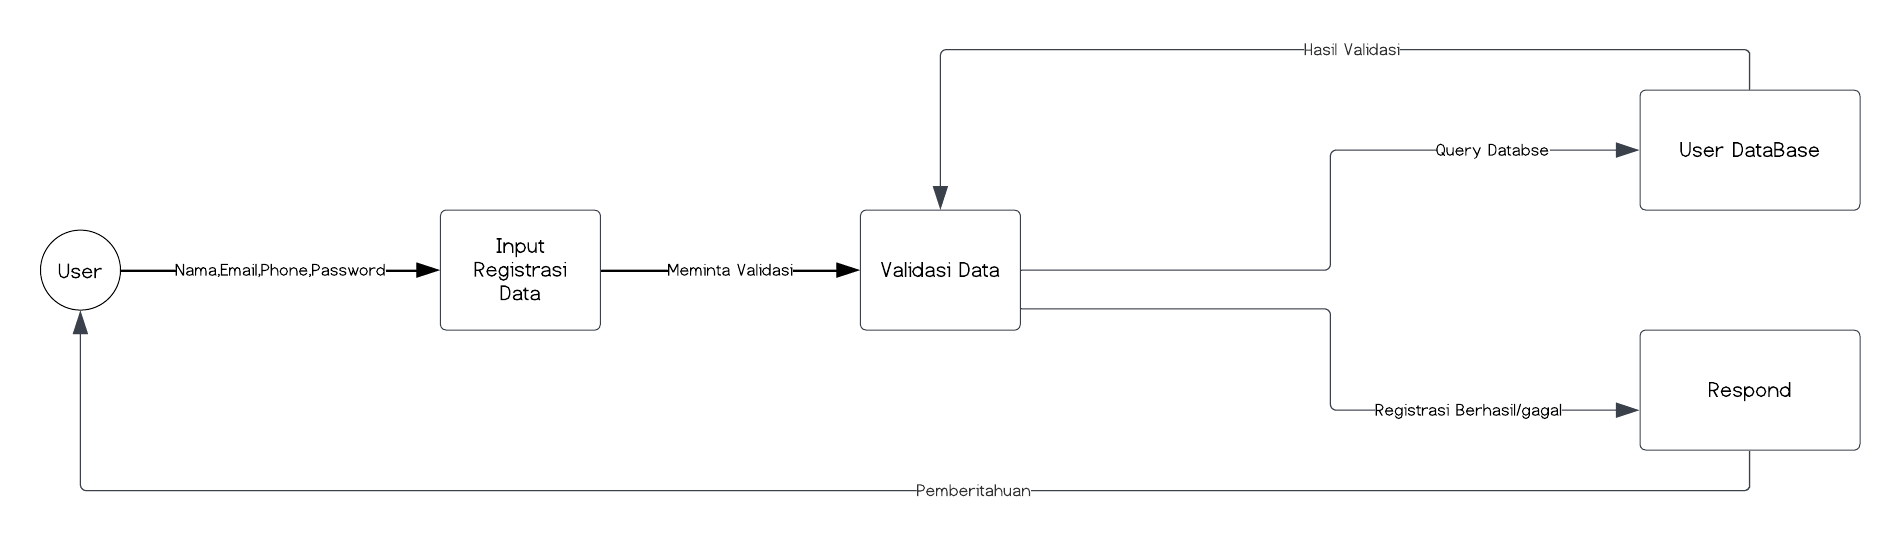 Hasil Validasi
Query Databse
User DataBase
User
Nama,Email,Phone,Password
Input
Registrasi
Data
Meminta Validasi
Validasi Data
Registrasi Berhasil/gagal
Respond
Pemberitahuan